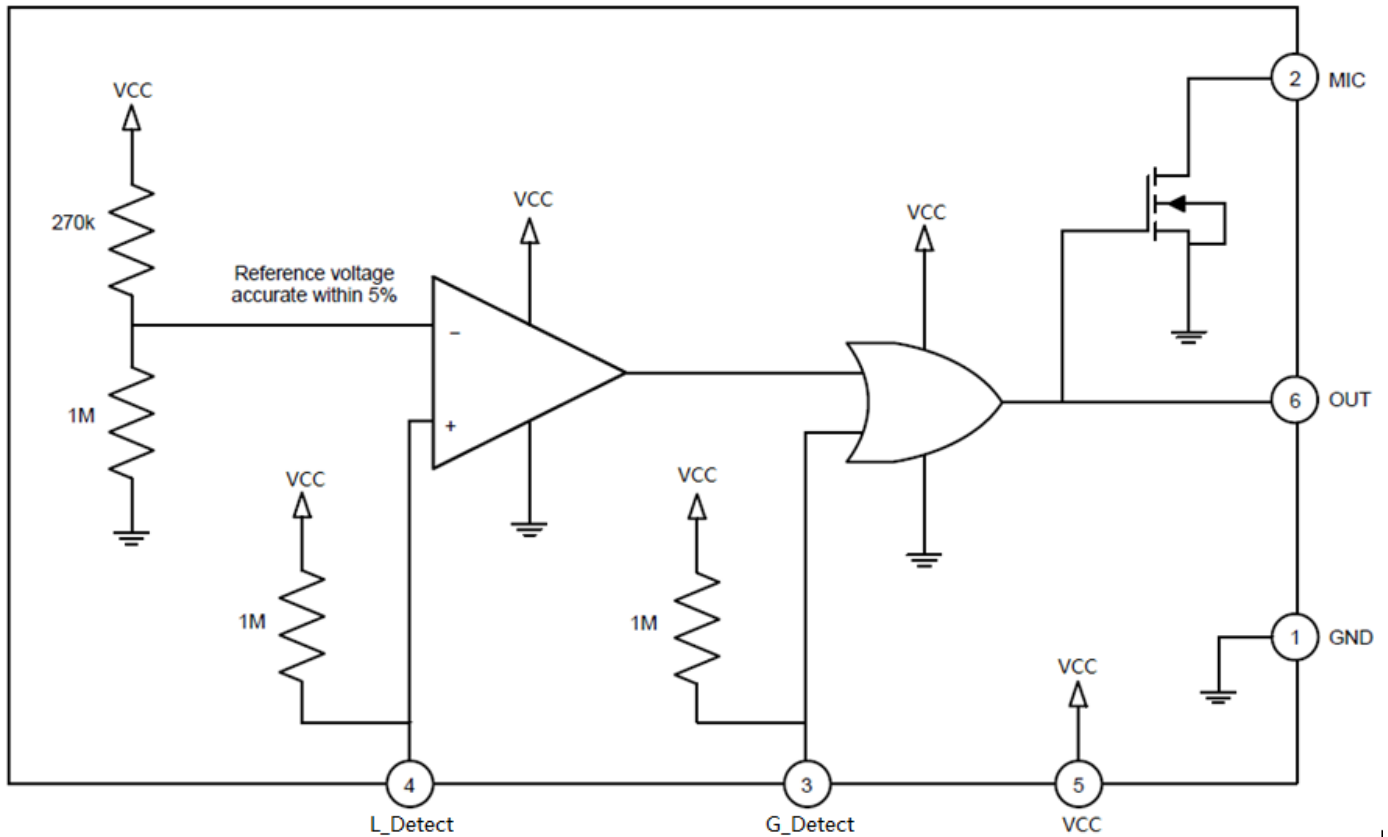 VCC
2
MIC
270k
VCC
VCC
Reference voltage
accurate within 5%
−
1M
+
6
OUT
VCC
VCC
1M
1M
1
GND
VCC
4
3
5
L_Detect
G_Detect
VCC